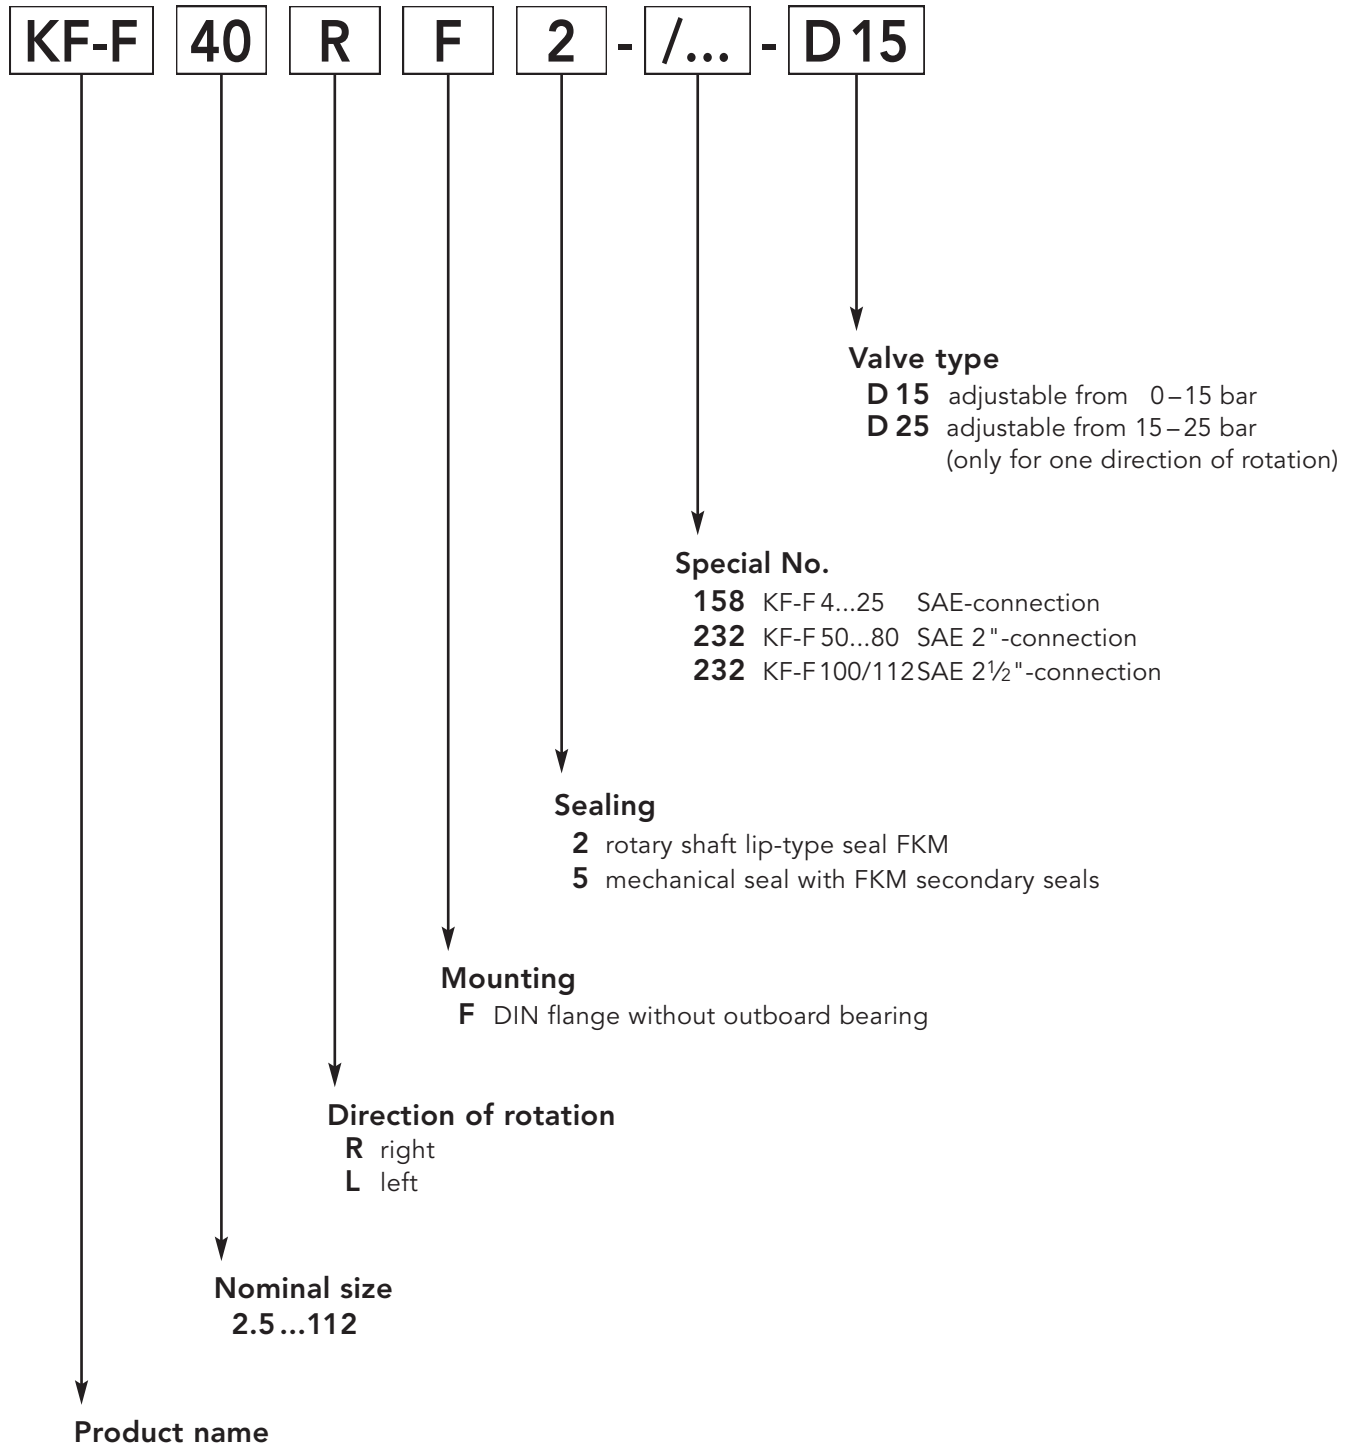 KF-F 40 R F 2 - /... - D 15
Valve type
D 15 adjustable from 0–15 bar
D 25 adjustable from 15–25 bar
(only for one direction of rotation)
Special No.
158 KF-F 4...25 SAE-connection
232 KF-F 50...80 SAE 2"-connection
232 KF-F 100/112 SAE 2½"-connection
Sealing
2 rotary shaft lip-type seal FKM
5 mechanical seal with FKM secondary seals
Mounting
F DIN flange without outboard bearing
Direction of rotation
R right
L left
Nominal size
2.5...112
Product name